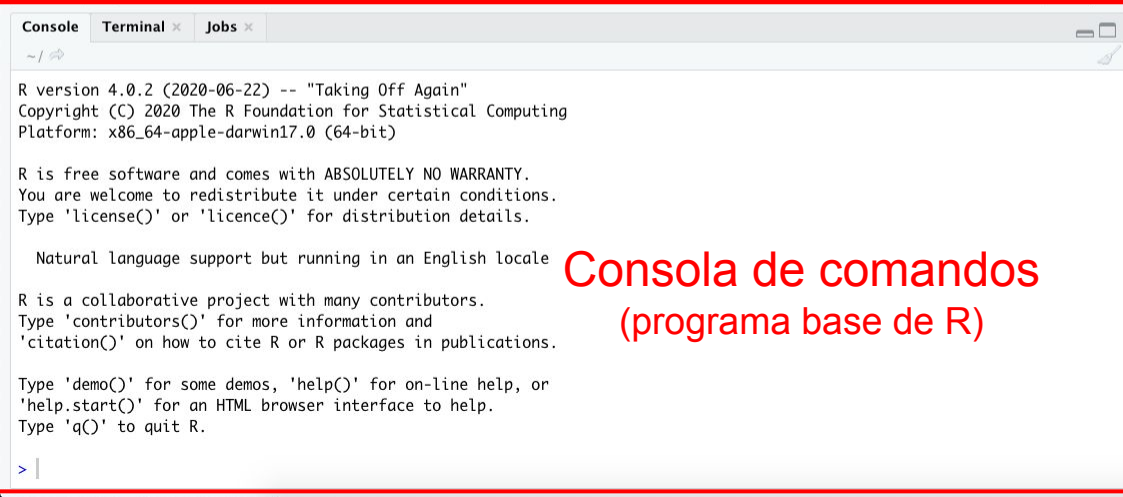 Console Terminal × Jobs ×
~/
R version 4.0.2 (2020-06-22) -- "Taking Off Again"
Copyright (C) 2020 The R Foundation for Statistical Computing
Platform: x86_64-apple-darwin17.0 (64-bit)
R is free software and comes with ABSOLUTELY NO WARRANTY.
You are welcome to redistribute it under certain conditions.
Type 'license()' or 'licence()' for distribution details.
Natural language support but running in an English locale
Consola de comandos
(programa base de R)
R is a collaborative project with many contributors.
Type 'contributors()' for more information and
'citation()' on how to cite R or R packages in publications.
Type 'demo()' for some demos, 'help()' for on-line help, or
'help.start()' for an HTML browser interface to help.
Type 'q()' to quit R.
>